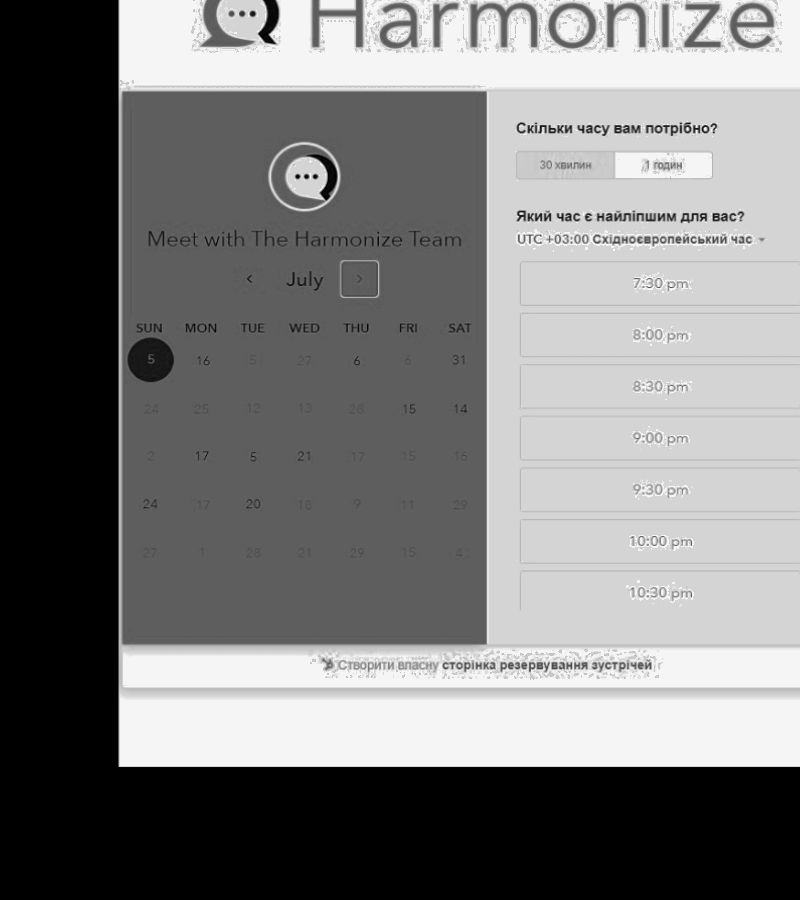 Harmonize
Meet with The Harmonize Team
July
SUN MON TUE WED THU FRI SAT
5 16 5 27 6 6 31
24 25 12 13 28 15 14
2 17 5 21 17 15 16
24 17 20 18 9 11 29
27 1 28 21 29 15 4
Скільки часу вам потрібно?
30 хвилин 1 годин
Який час є найліпшим для вас?
UTC +03:00 Східноєвропейський час
7:30 pm
8:00 pm
8:30 pm
9:00 pm
9:30 pm
10:00 pm
10:30 pm
Створити власну сторінка резервування зустрічей